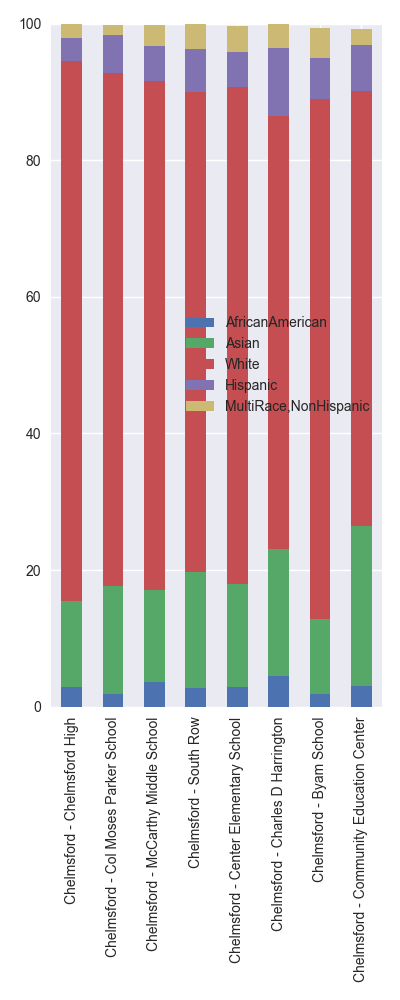 100
80
60
40
20
0
AfricanAmerican
Asian
White
Hispanic
MultiRace,NonHispanic
Chelmsford - Chelmsford High
Chelmsford - Col Moses Parker School
Chelmsford - McCarthy Middle School
Chelmsford - South Row
Chelmsford - Center Elementary School
Chelmsford - Charles D Harrington
Chelmsford - Byam School
Chelmsford - Community Education Center